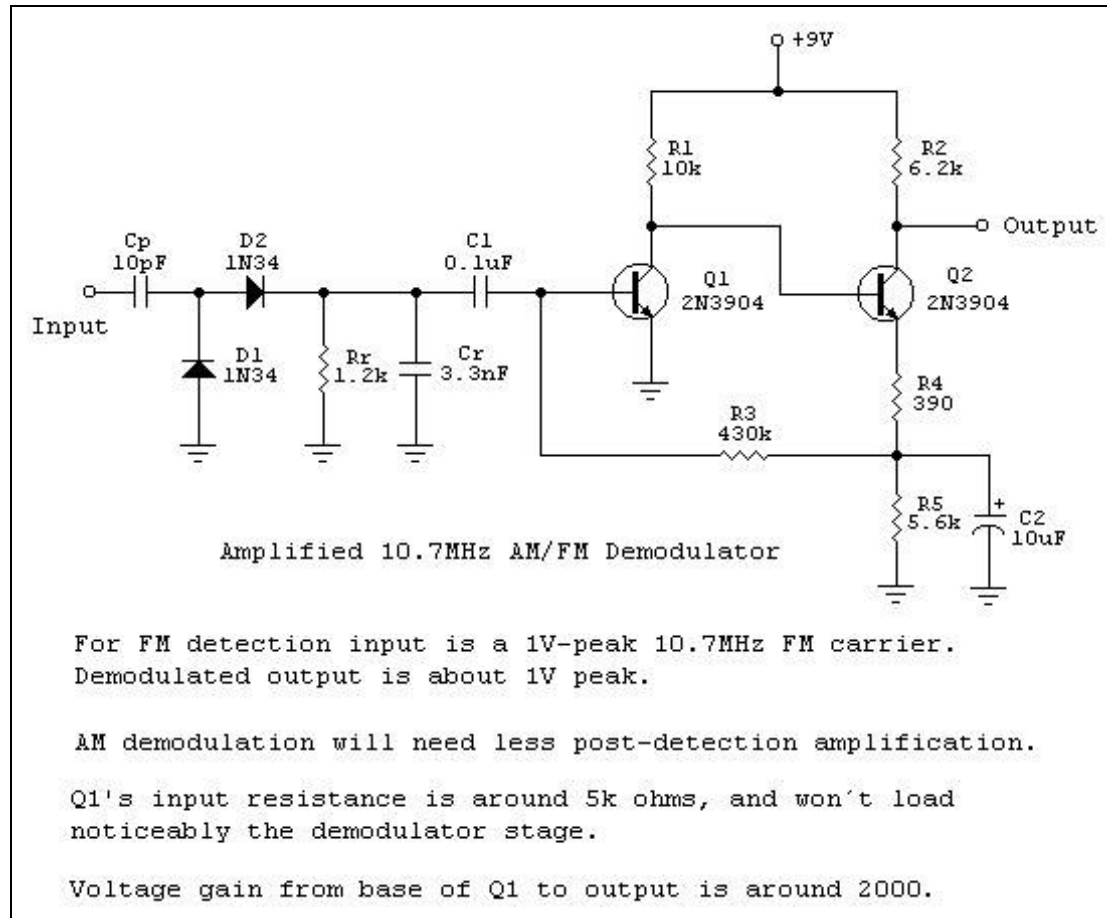 +9V
R1
10k
R2
6.2k
Output
Cp
10pF
D2
1N34
C1
0.1uF
Q1
2N3904
Q2
2N3904
Input
D1
1N34
Rr
1.2k
Cr
3.3nF
R4
390
R3
430k
R5
5.6k
+
C2
10uF
Amplified 10.7MHz AM/FM Demodulator
For FM detection input is a 1V-peak 10.7MHz FM carrier.
Demodulated output is about 1V peak.
AM demodulation will need less post-detection amplification.
Q1's input resistance is around 5k ohms, and won´t load
noticeably the demodulator stage.
Voltage gain from base of Q1 to output is around 2000.